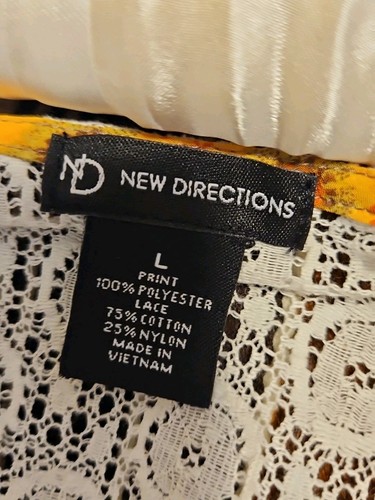 ND NEW DIRECTIONS
L
PRINT
100% POLYESTER
LACE
75% COTTON
25% NYLON
MADE IN
VIETNAM